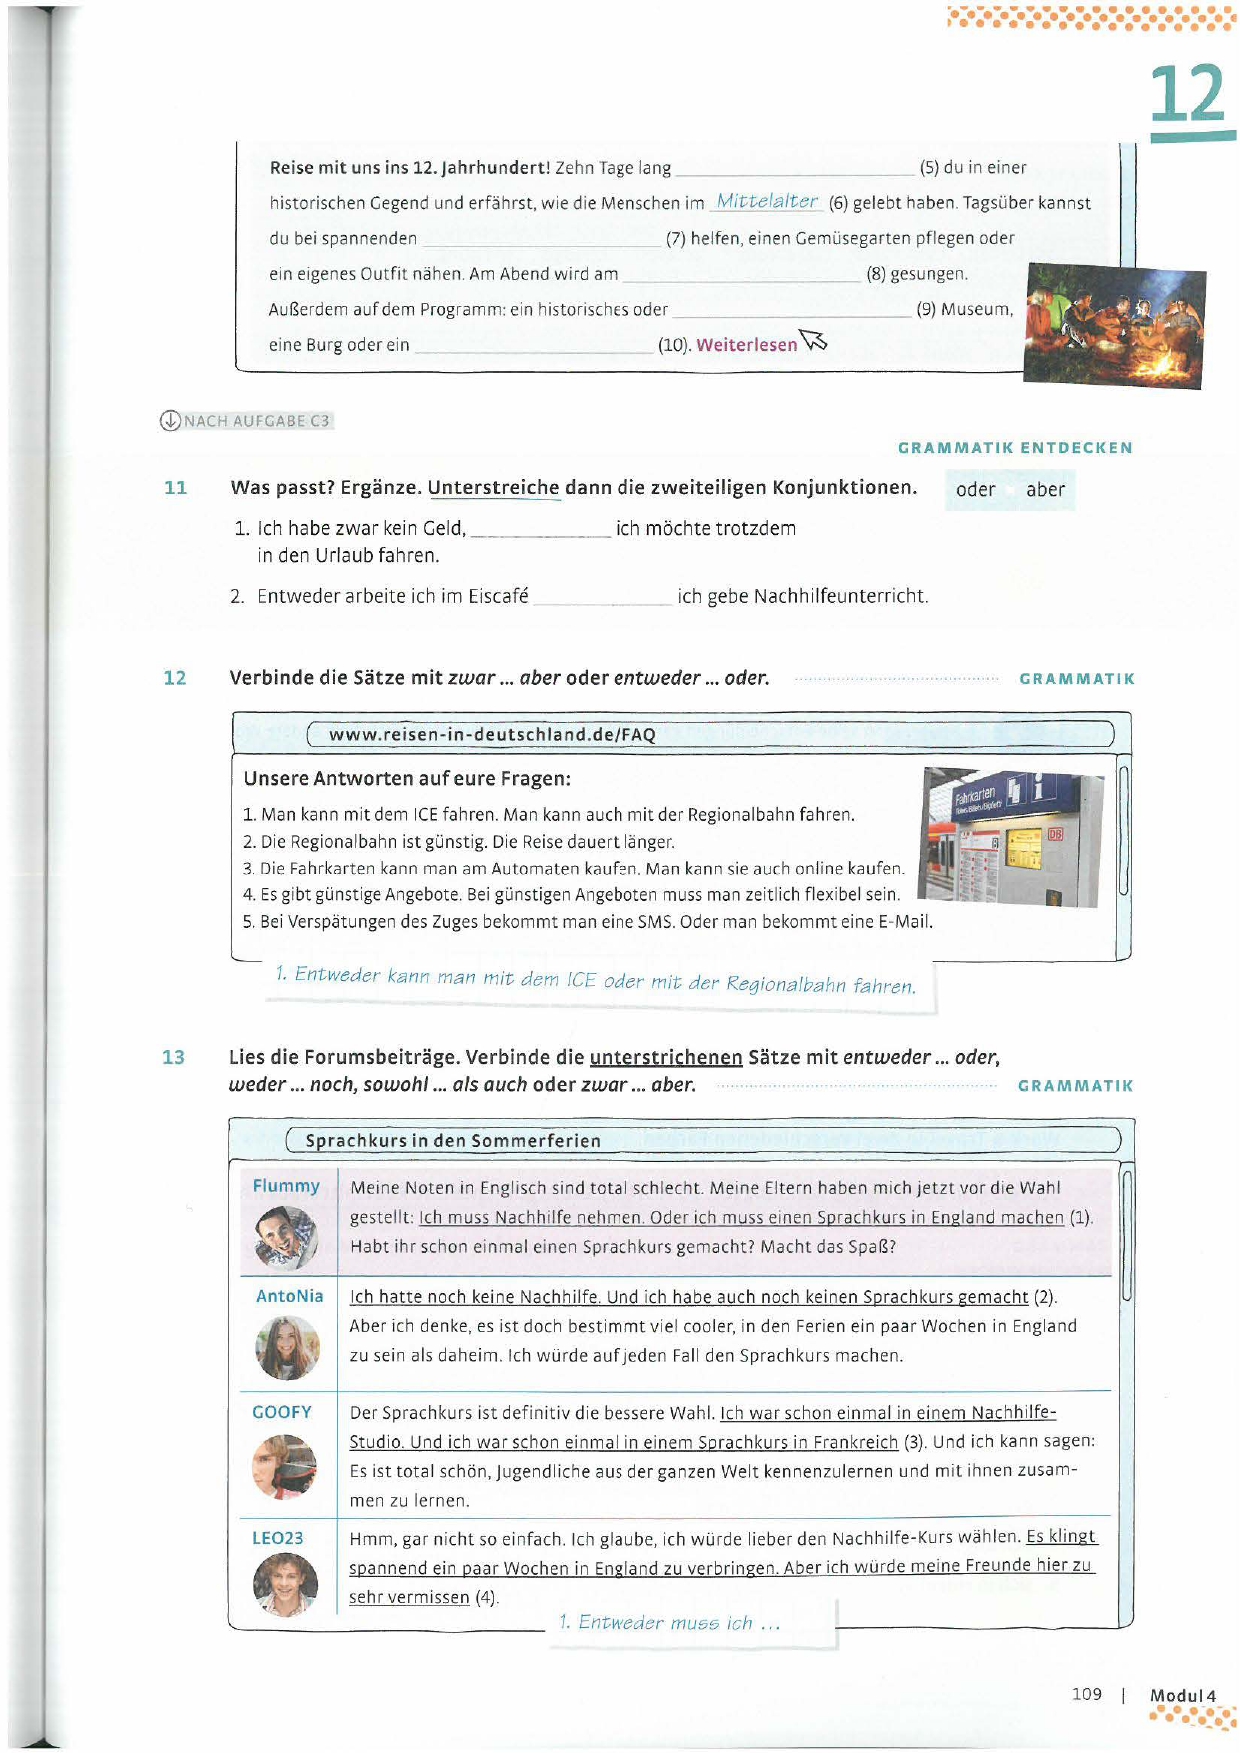 12
Reise mit uns ins 12. Jahrhundert! Zehn Tage lang ______ (5) du in einer
historischen Gegend und erfährst, wie die Menschen im Mittelalter (6) gelebt haben. Tagsüber kannst
du bei spannenden ______ (7) helfen, einen Gemüsegarten pflegen oder
ein eigenes Outfit nähen. Am Abend wird am ______ (8) gesungen.
Außerdem auf dem Programm: ein historisches oder ______ (9) Museum,
eine Burg oder ein ______ (10). Weiterlesen
NACH AUFGABE C3
GRAMMATIK ENTDECKEN
11 Was passt? Ergänze. Unterstreiche dann die zweiteiligen Konjunktionen. oder aber
1. Ich habe zwar kein Geld, ______ ich möchte trotzdem
in den Urlaub fahren.
2. Entweder arbeite ich im Eiscafé ______ ich gebe Nachhilfeunterricht.
12 Verbinde die Sätze mit zwar ... aber oder entweder ... oder. GRAMMATIK
www.reisen-in-deutschland.de/FAQ
Unsere Antworten auf eure Fragen:
Fahrkarten
DB
1. Man kann mit dem ICE fahren. Man kann auch mit der Regionalbahn fahren.
2. Die Regionalbahn ist günstig. Die Reise dauert länger.
3. Die Fahrkarten kann man am Automaten kaufen. Man kann sie auch online kaufen.
4. Es gibt günstige Angebote. Bei günstigen Angeboten muss man zeitlich flexibel sein.
5. Bei Verspätungen des Zuges bekommt man eine SMS. Oder man bekommt eine E-Mail.
1. Entweder kann man mit dem ICE oder mit der Regionalbahn fahren.
13 Lies die Forumsbeiträge. Verbinde die unterstrichenen Sätze mit entweder ... oder,
weder ... noch, sowohl ... als auch oder zwar ... aber. GRAMMATIK
Sprachkurs in den Sommerferien
Flummy Meine Noten in Englisch sind total schlecht. Meine Eltern haben mich jetzt vor die Wahl
gestellt: Ich muss Nachhilfe nehmen. Oder ich muss einen Sprachkurs in England machen (1).
Habt ihr schon einmal einen Sprachkurs gemacht? Macht das Spaß?
AntoNia Ich hatte noch keine Nachhilfe. Und ich habe auch noch keinen Sprachkurs gemacht (2).
Aber ich denke, es ist doch bestimmt viel cooler, in den Ferien ein paar Wochen in England
zu sein als daheim. Ich würde auf jeden Fall den Sprachkurs machen.
GOOFY Der Sprachkurs ist definitiv die bessere Wahl. Ich war schon einmal in einem Nachhilfe-
Studio. Und ich war schon einmal in einem Sprachkurs in Frankreich (3). Und ich kann sagen:
Es ist total schön, Jugendliche aus der ganzen Welt kennenzulernen und mit ihnen zusam-
men zu lernen.
LEO23 Hmm, gar nicht so einfach. Ich glaube, ich würde lieber den Nachhilfe-Kurs wählen. Es klingt
spannend ein paar Wochen in England zu verbringen. Aber ich würde meine Freunde hier zu
sehr vermissen (4).
1. Entweder muss ich ...
109 | Modul 4